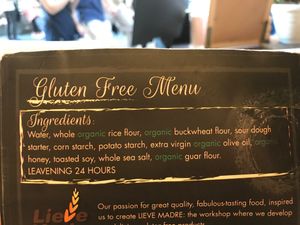 Gluten Free Menu
Ingredients:
Water, whole organic rice flour, organic buckwheat flour, sour dough
starter, corn starch, potato starch, extra virgin organic olive oil, organic
honey, toasted soy, whole sea salt, organic guar flour.
LEAVENING 24 HOURS
Lieve
Our passion for great quality, fabulous-tasting food, inspired
us to create LIEVE MADRE: the workshop where we develop